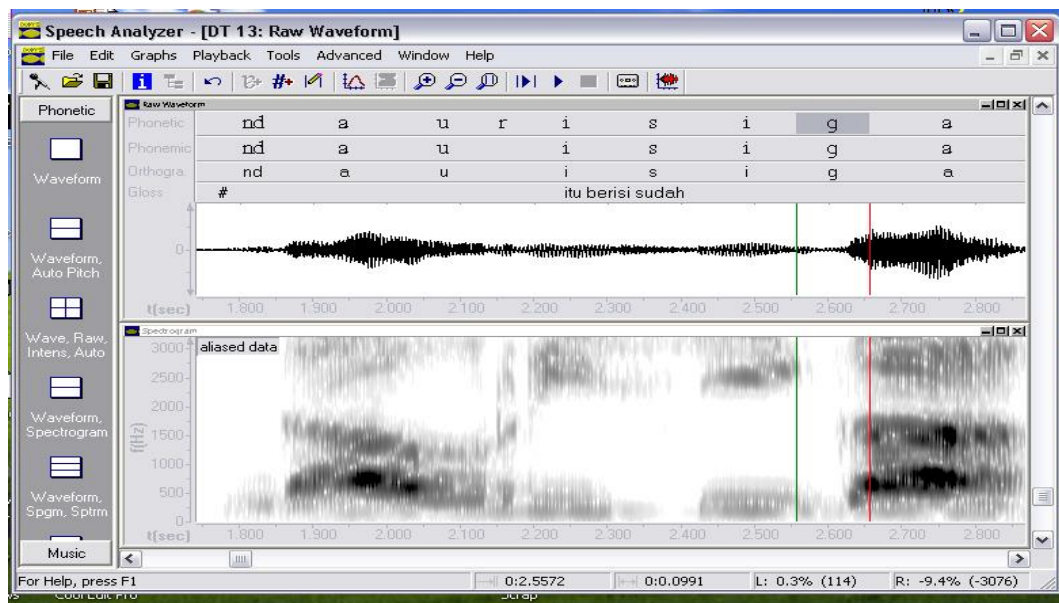 Speech Analyzer - [DT 13: Raw Waveform]
File Edit Graphs Playback Tools Advanced Window Help
Phonetic
Raw Waveform
Phonetic nd a u r i s i g a
Phonemic nd a u i s i g a
Orthogra. nd a u i s i g a
Gloss # itu berisi sudah
Waveform
0
Waveform, Auto Pitch
t(sec) 1.800 1.900 2.000 2.100 2.200 2.300 2.400 2.500 2.600 2.700 2.800
Wave, Raw, Intens, Auto
Spectrogram
aliased data
f(Hz)
3000
2500
2000
1500
1000
500
0
Waveform, Spectrogram
Waveform, Spgm, Sptrm
t(sec) 1.800 1.900 2.000 2.100 2.200 2.300 2.400 2.500 2.600 2.700 2.800
Music
For Help, press F1 0:2.5572 0:0.0991 L: 0.3% (114) R: -9.4% (-3076)
Cool Edit Pro
Scrap